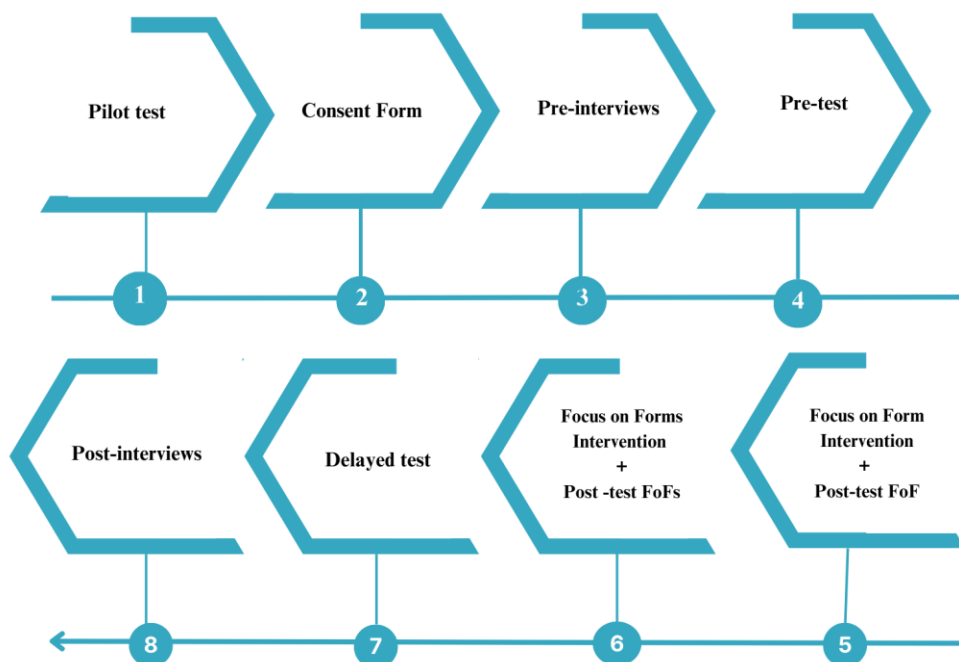 Pilot test
Consent Form
Pre-interviews
Pre-test
1
2
3
4
Post-interviews
Delayed test
Focus on Forms
Intervention
+
Post -test FoFs
Focus on Form
Intervention
+
Post-test FoF
8
7
6
5